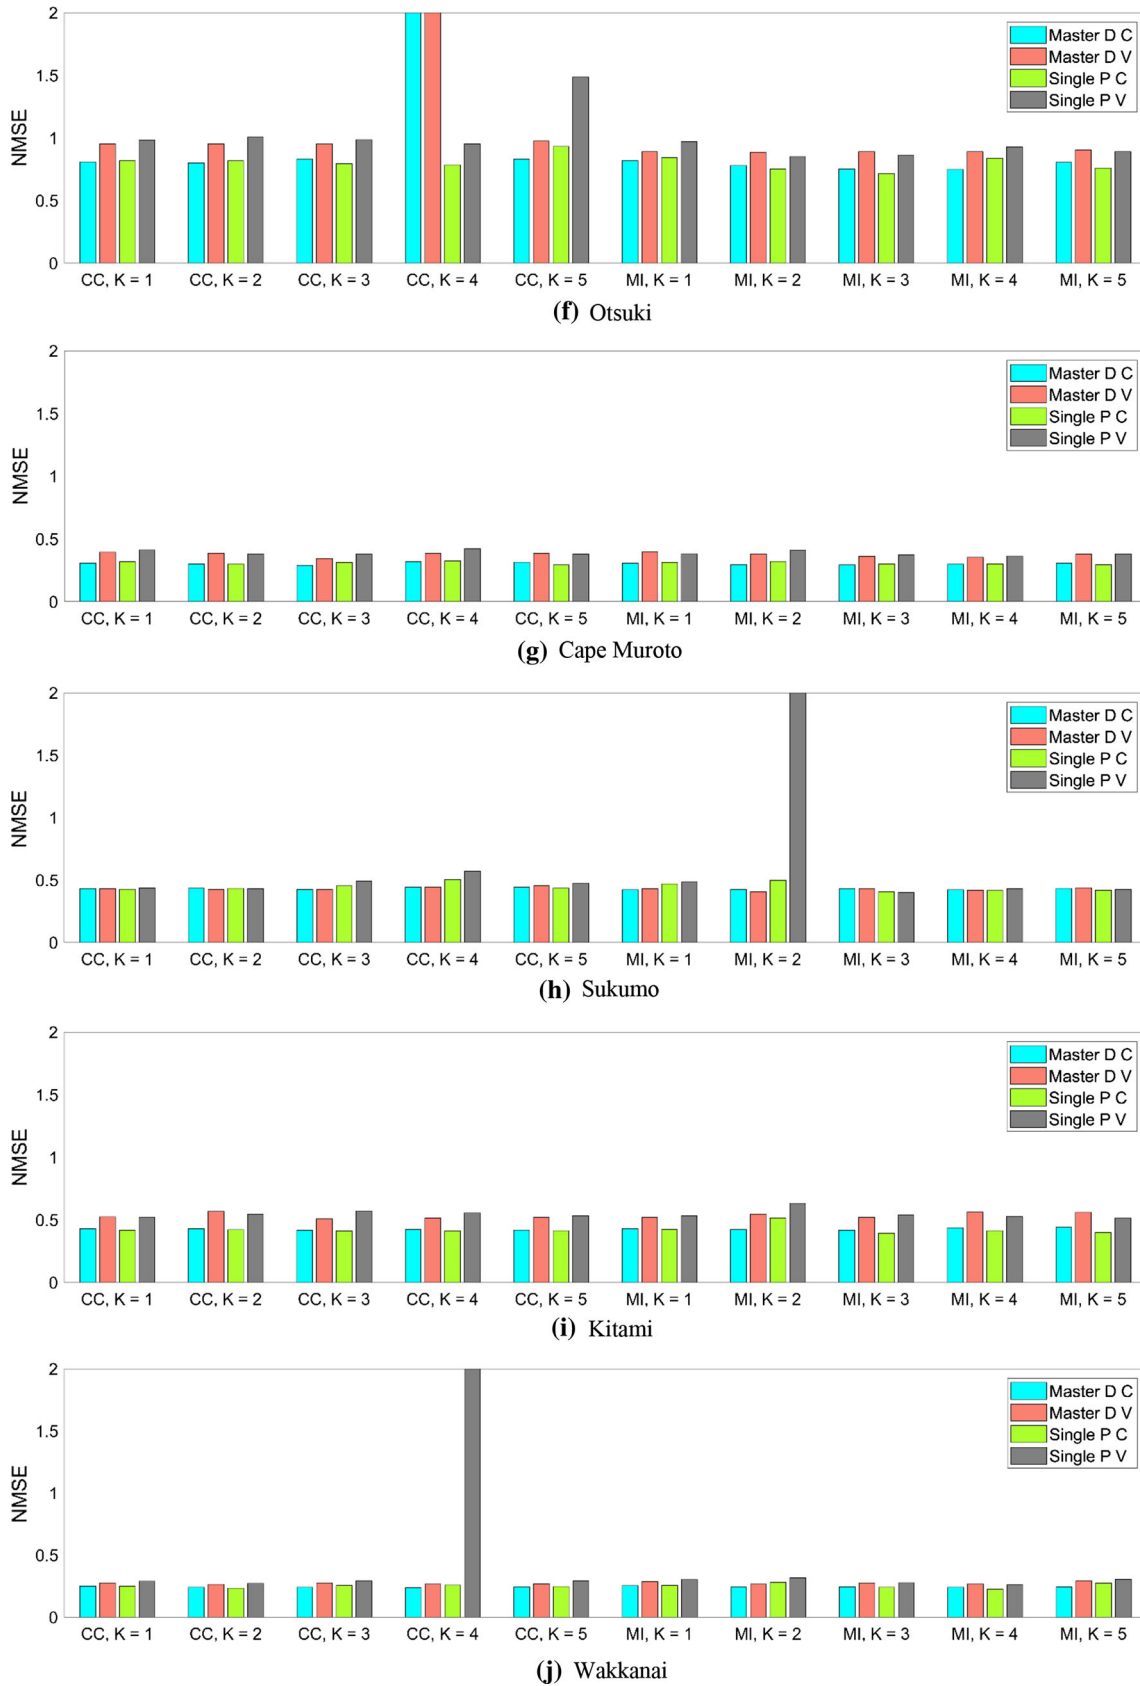 2
1.5
1
0.5
0
NMSE
Master D C
Master D V
Single P C
Single P V
CC, K = 1 CC, K = 2 CC, K = 3 CC, K = 4 CC, K = 5 MI, K = 1 MI, K = 2 MI, K = 3 MI, K = 4 MI, K = 5
(f) Otsuki
2
1.5
1
0.5
0
NMSE
Master D C
Master D V
Single P C
Single P V
CC, K = 1 CC, K = 2 CC, K = 3 CC, K = 4 CC, K = 5 MI, K = 1 MI, K = 2 MI, K = 3 MI, K = 4 MI, K = 5
(g) Cape Muroto
2
1.5
1
0.5
0
NMSE
Master D C
Master D V
Single P C
Single P V
CC, K = 1 CC, K = 2 CC, K = 3 CC, K = 4 CC, K = 5 MI, K = 1 MI, K = 2 MI, K = 3 MI, K = 4 MI, K = 5
(h) Sukumo
2
1.5
1
0.5
0
NMSE
Master D C
Master D V
Single P C
Single P V
CC, K = 1 CC, K = 2 CC, K = 3 CC, K = 4 CC, K = 5 MI, K = 1 MI, K = 2 MI, K = 3 MI, K = 4 MI, K = 5
(i) Kitami
2
1.5
1
0.5
0
NMSE
Master D C
Master D V
Single P C
Single P V
CC, K = 1 CC, K = 2 CC, K = 3 CC, K = 4 CC, K = 5 MI, K = 1 MI, K = 2 MI, K = 3 MI, K = 4 MI, K = 5
(j) Wakkanai